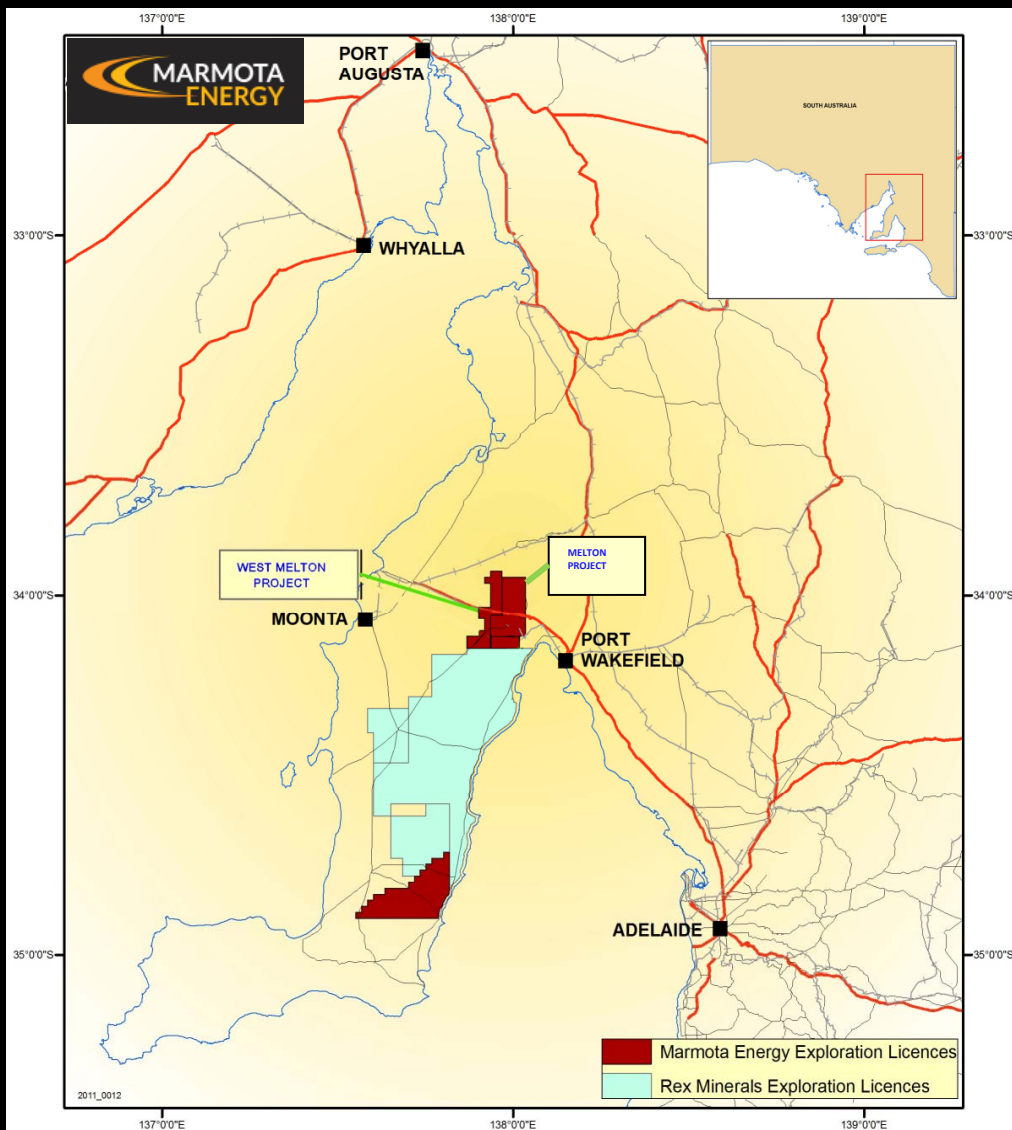 137°0'0"E
138°0'0"E
139°0'0"E
MARMOTA
ENERGY
PORT
AUGUSTA
SOUTH AUSTRALIA
33°0'0"S
33°0'0"S
WHYALLA
WEST MELTON
PROJECT
MELTON
PROJECT
34°0'0"S
34°0'0"S
MOONTA
PORT
WAKEFIELD
ADELAIDE
35°0'0"S
35°0'0"S
Marmota Energy Exploration Licences
Rex Minerals Exploration Licences
2011_0012
137°0'0"E
138°0'0"E
139°0'0"E